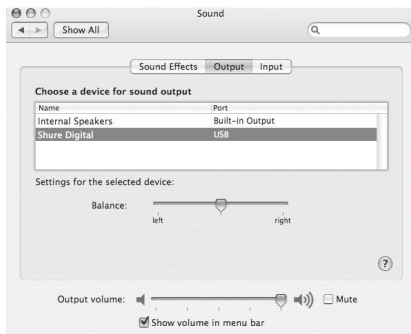 Sound
Show All
Sound Effects Output Input
Choose a device for sound output
Name Port
Internal Speakers Built-in Output
Shure Digital USB
Settings for the selected device:
Balance:
left right
?
Output volume: Mute
Show volume in menu bar